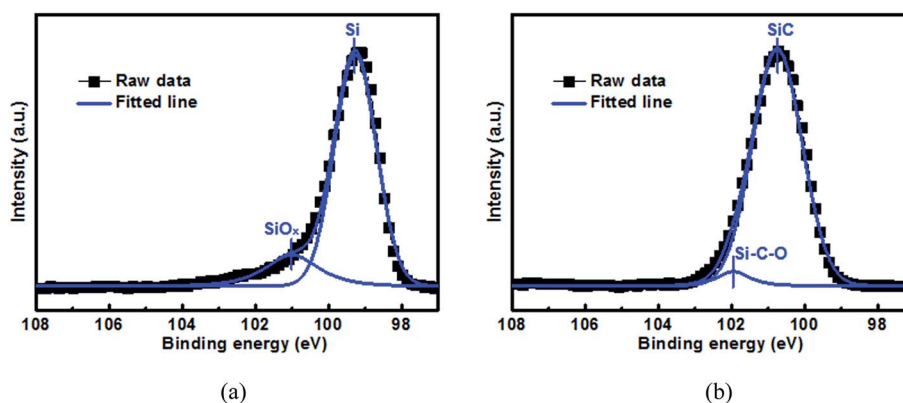 Si
Raw data
Fitted line
SiOx
Intensity (a.u.)
108 106 104 102 100 98
Binding energy (eV)
(a)
SiC
Raw data
Fitted line
Si-C-O
Intensity (a.u.)
108 106 104 102 100 98
Binding energy (eV)
(b)